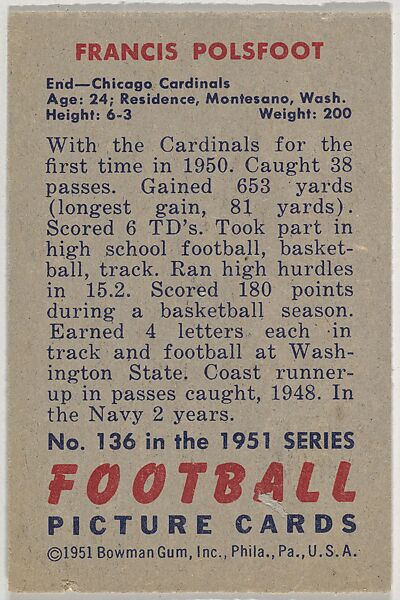 FRANCIS POLSFOOT
End—Chicago Cardinals
Age: 24; Residence, Montesano, Wash.
Height: 6-3 Weight: 200
With the Cardinals for the
first time in 1950. Caught 38
passes. Gained 653 yards
(longest gain, 81 yards).
Scored 6 TD's. Took part in
high school football, basket-
ball, track. Ran high hurdles
in 15.2. Scored 180 points
during a basketball season.
Earned 4 letters each in
track and football at Wash-
ington State. Coast runner-
up in passes caught, 1948. In
the Navy 2 years.
No. 136 in the 1951 SERIES
FOOTBALL
PICTURE CARDS
©1951 Bowman Gum, Inc., Phila., Pa., U.S.A.